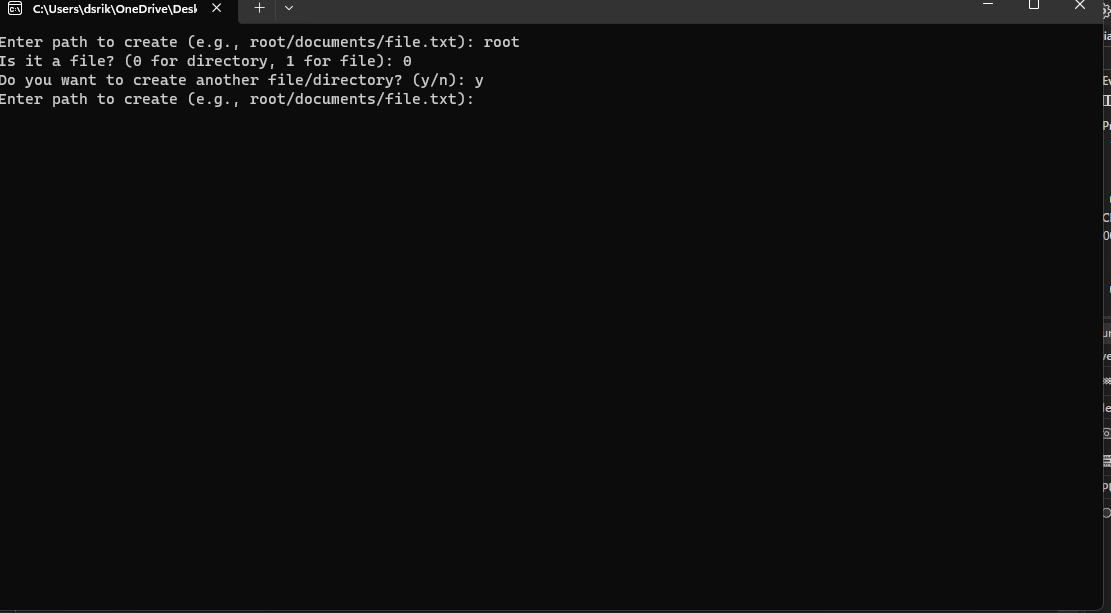 C:\Users\dsrik\OneDrive\Desk
Enter path to create (e.g., root/documents/file.txt): root
Is it a file? (0 for directory, 1 for file): 0
Do you want to create another file/directory? (y/n): y
Enter path to create (e.g., root/documents/file.txt):